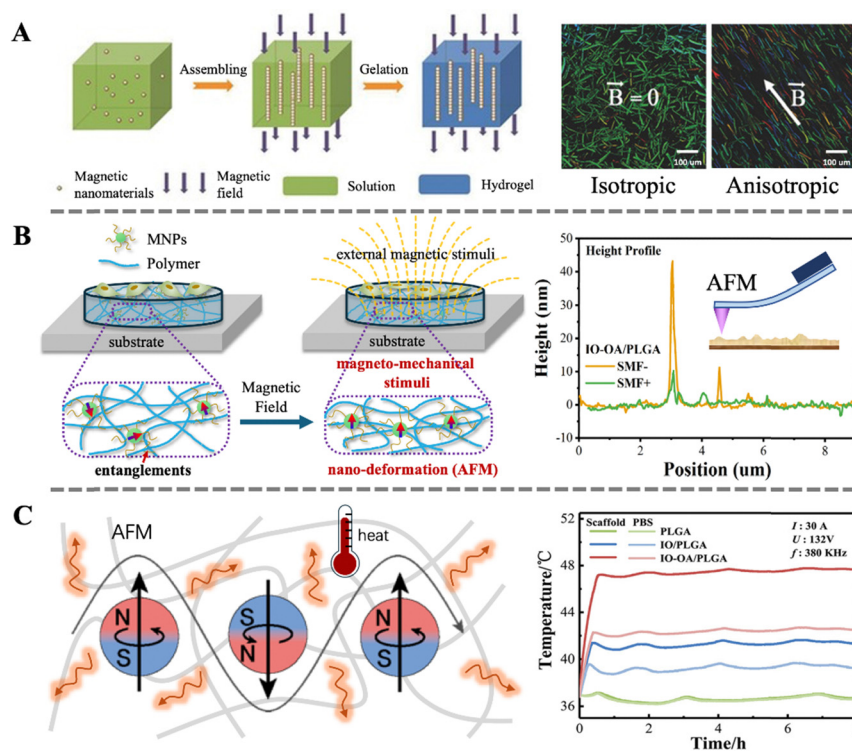 A
Assembling
Gelation
Magnetic
nanomaterials
Magnetic
field
Solution
Hydrogel
B = 0
100 um
Isotropic
B
100 um
Anisotropic
B
MNPs
Polymer
substrate
entanglements
Magnetic
Field
external magnetic stimuli
substrate
magneto-mechanical
stimuli
nano-deformation (AFM)
Height (nm)
50
40
30
20
10
0
-10
Height Profile
AFM
IO-OA/PLGA
SMF-
SMF+
0 2 4 6 8
Position (um)
C
AFM
heat
N
S
S
N
N
S
Temperature/°C
52
48
44
40
36
Scaffold PBS
PLGA
IO/PLGA
IO-OA/PLGA
I : 30 A
U : 132V
f : 380 KHz
0 2 4 6
Time/h